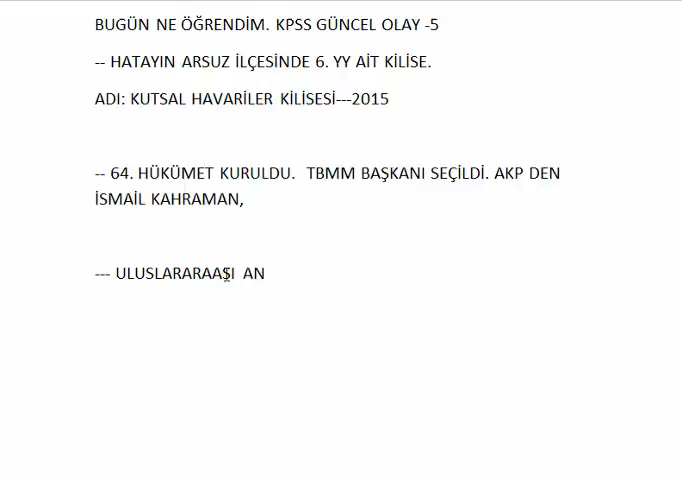 BUGÜN NE ÖĞRENDİM. KPSS GÜNCEL OLAY -5
-- HATAYIN ARSUZ İLÇESİNDE 6. YY AİT KİLİSE.
ADI: KUTSAL HAVARİLER KİLİSESİ---2015
-- 64. HÜKÜMET KURULDU. TBMM BAŞKANI SEÇİLDİ. AKP DEN
İSMAİL KAHRAMAN,
--- ULUSLARARAASI AN